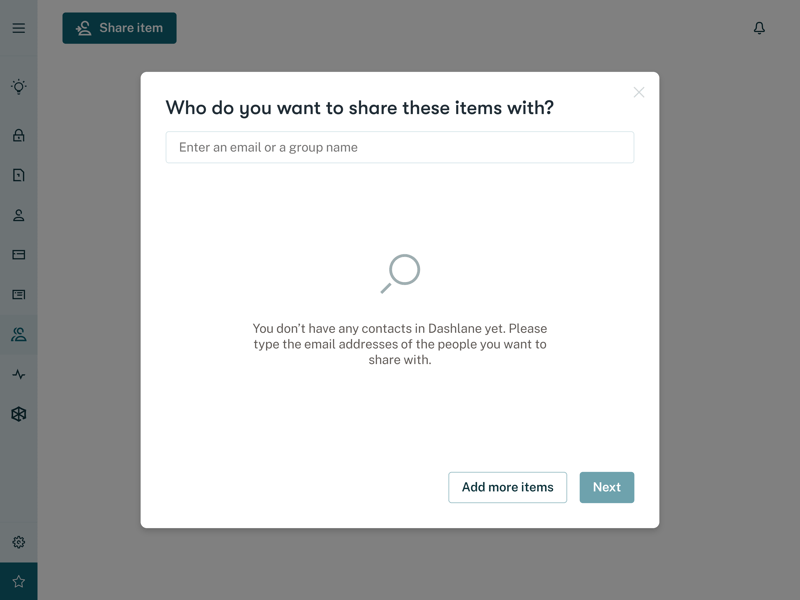 Share item
Who do you want to share these items with?
Enter an email or a group name
You don't have any contacts in Dashlane yet. Please
type the email addresses of the people you want to
share with.
Add more items
Next